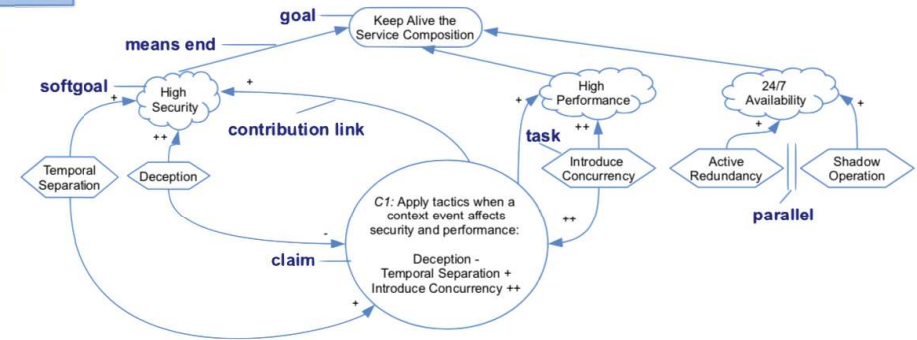 goal
Keep Alive the
Service Composition
means end
softgoal
+
High
Security
+
++
contribution link
High
Performance
+
++
task
24/7
Availability
+
+
Temporal
Separation
Deception
Introduce
Concurrency
Active
Redundancy
Shadow
Operation
parallel
C1: Apply tactics when a
context event affects
security and performance:
Deception -
Temporal Separation +
Introduce Concurrency ++
++
-
claim
+